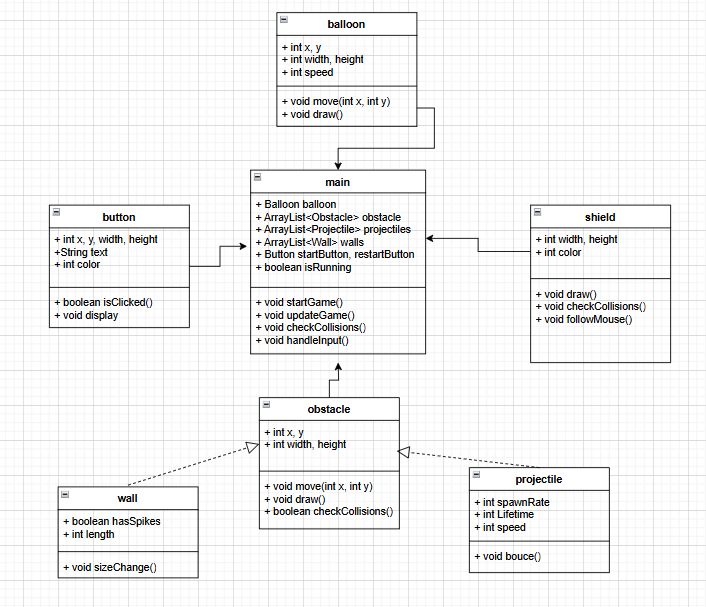 balloon
+ int x, y
+ int width, height
+ int speed
+ void move(int x, int y)
+ void draw()
main
+ Balloon balloon
+ ArrayList<Obstacle> obstacle
+ ArrayList<Projectile> projectiles
+ ArrayList<Wall> walls
+ Button startButton, restartButton
+ boolean isRunning
+ void startGame()
+ void updateGame()
+ void checkCollisions()
+ void handleInput()
button
+ int x, y, width, height
+String text
+ int color
+ boolean isClicked()
+ void display
shield
+ int width, height
+ int color
+ void draw()
+ void checkCollisions()
+ void followMouse()
obstacle
+ int x, y
+ int width, height
+ void move(int x, int y)
+ void draw()
+ boolean checkCollisions()
wall
+ boolean hasSpikes
+ int length
+ void sizeChange()
projectile
+ int spawnRate
+ int Lifetime
+ int speed
+ void bouce()